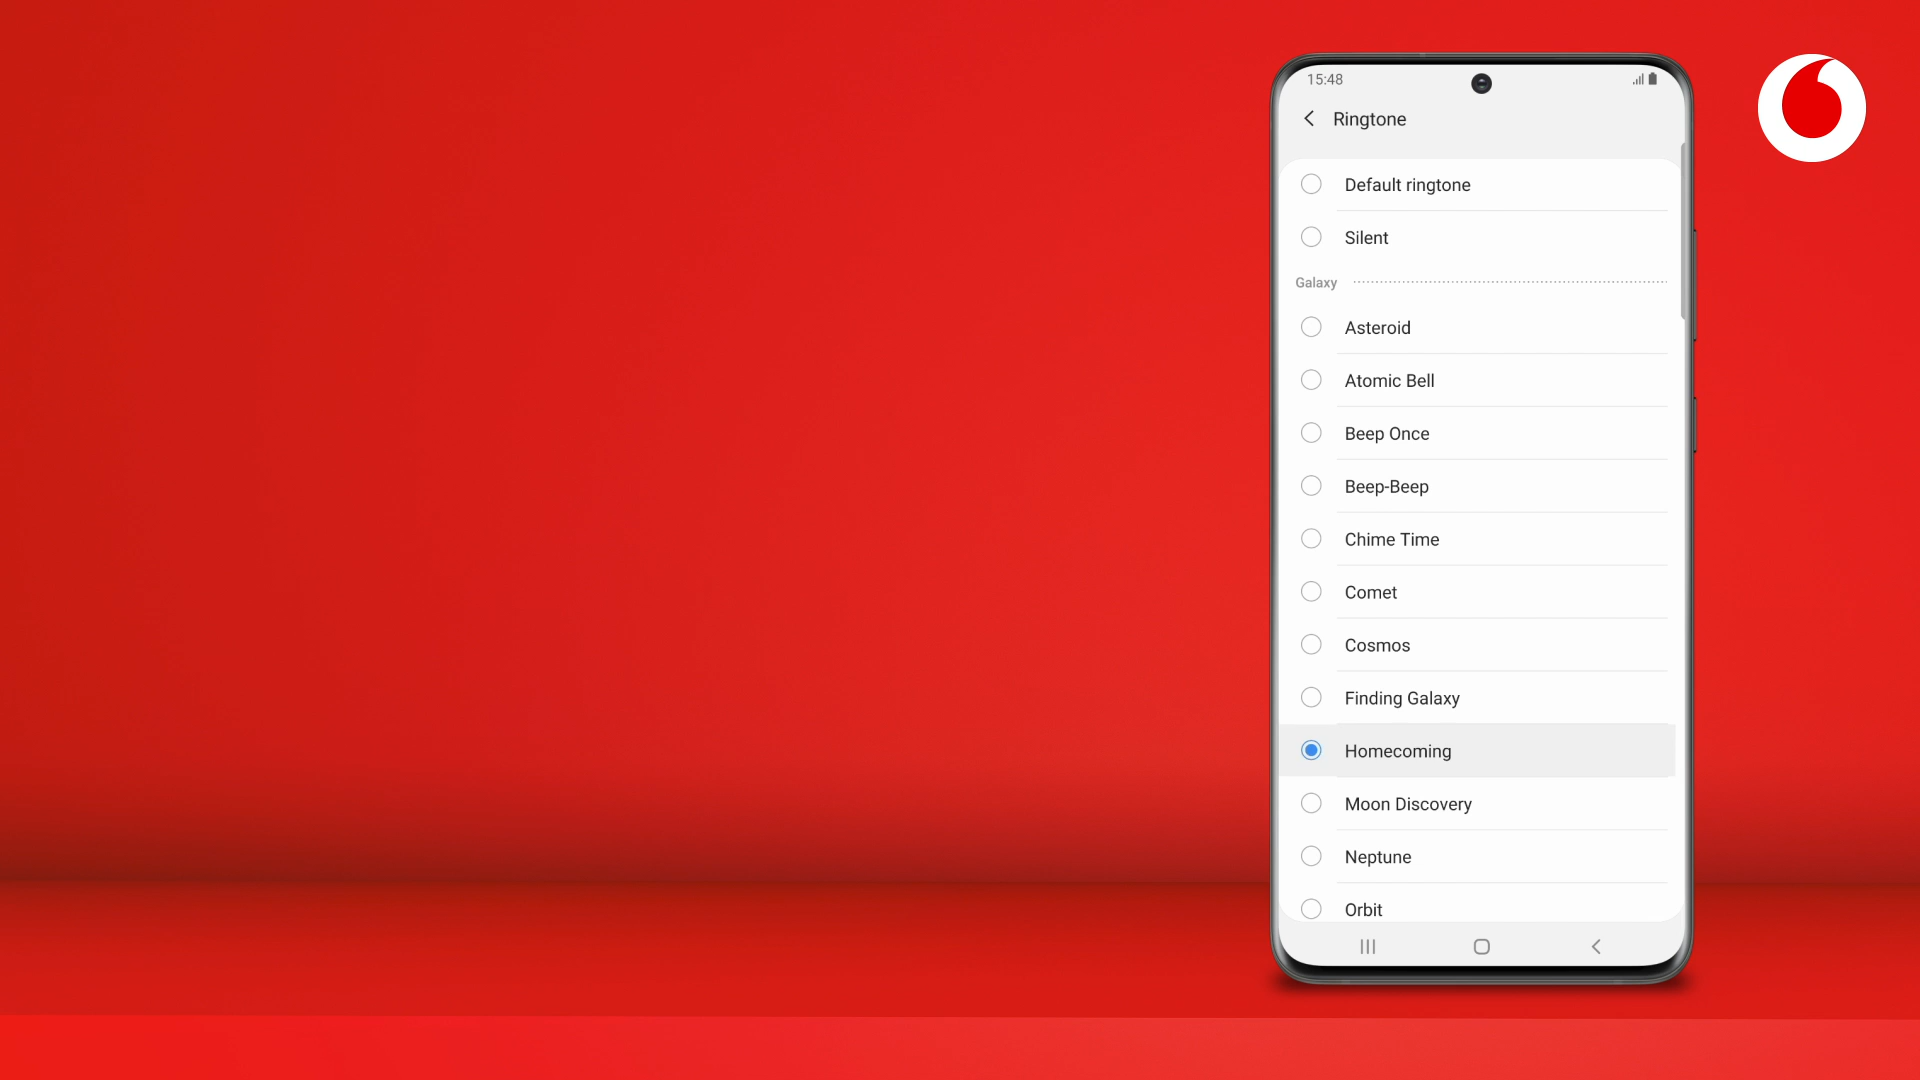 15:48
Ringtone
Default ringtone
Silent
Galaxy
Asteroid
Atomic Bell
Beep Once
Beep-Beep
Chime Time
Comet
Cosmos
Finding Galaxy
Homecoming
Moon Discovery
Neptune
Orbit